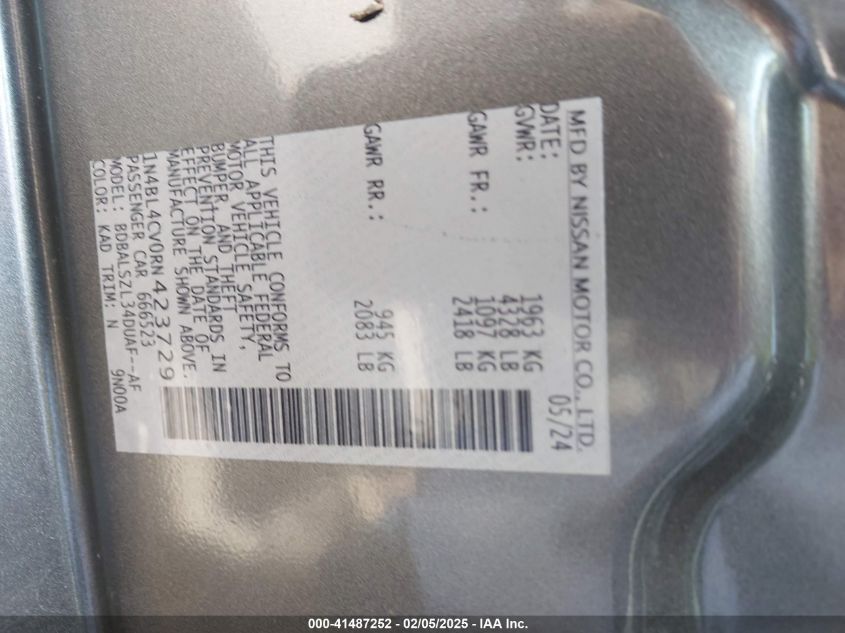 MFD BY NISSAN MOTOR CO., LTD.
DATE: 05/24
GVWR: 1963 KG
4328 LB
GAWR FR.: 1097 KG
2418 LB
GAWR RR.: 945 KG
2083 LB
THIS VEHICLE CONFORMS TO
ALL APPLICABLE FEDERAL
MOTOR VEHICLE SAFETY,
BUMPER, AND THEFT
PREVENTION STANDARDS IN
EFFECT ON THE DATE OF
MANUFACTURE SHOWN ABOVE.
1N4BL4CV0RN423729
PASSENGER CAR 666523
MODEL: BDBALSZL34DUAF--AF
COLOR: KAD TRIM: N 9N00A
000-41487252 - 02/05/2025 - IAA Inc.